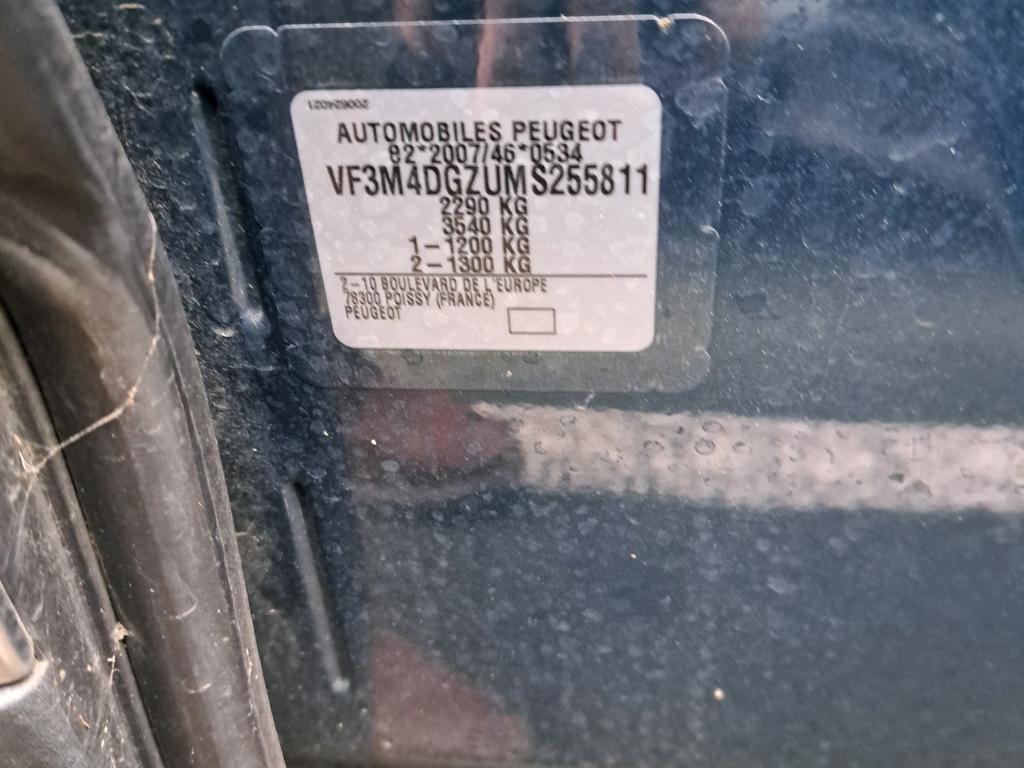 200624021
AUTOMOBILES PEUGEOT
e2*2007/46*0534
VF3M4DGZUMS255811
2290 KG
3540 KG
1-1200 KG
2-1300 KG
2-10 BOULEVARD DE L'EUROPE
78300 POISSY (FRANCE)
PEUGEOT